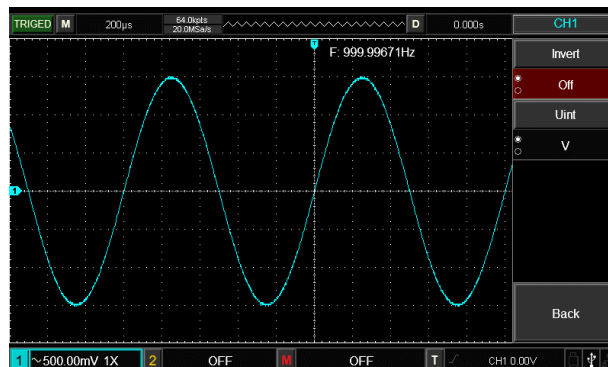 TRIGED M 200μs 64.0kpts D 0.000s CH1
20.0MSa/s
T
F: 999.99671Hz
Invert
Off
Uint
V
1
Back
1 ~500.00mV 1X 2 OFF M OFF T CH1 0.00V